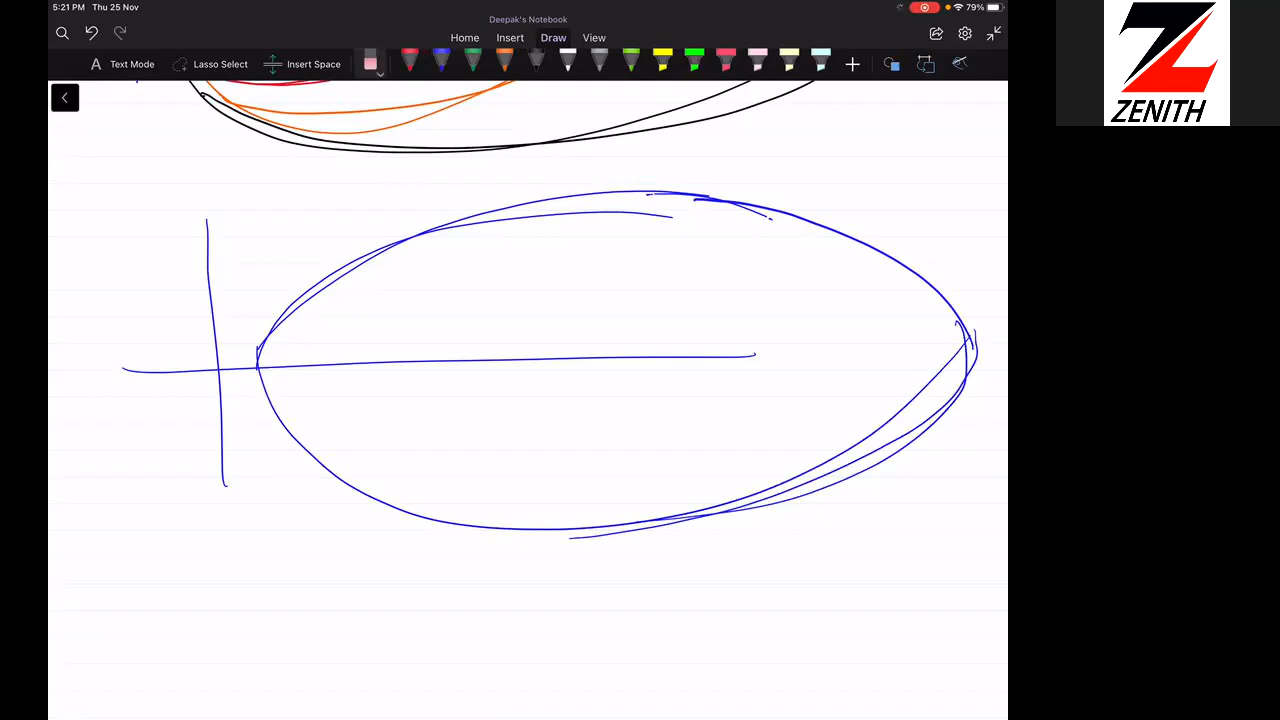 5:21 PM Thu 25 Nov
79%
Deepak's Notebook
Home Insert Draw View
A Text Mode Lasso Select Insert Space
ZENITH